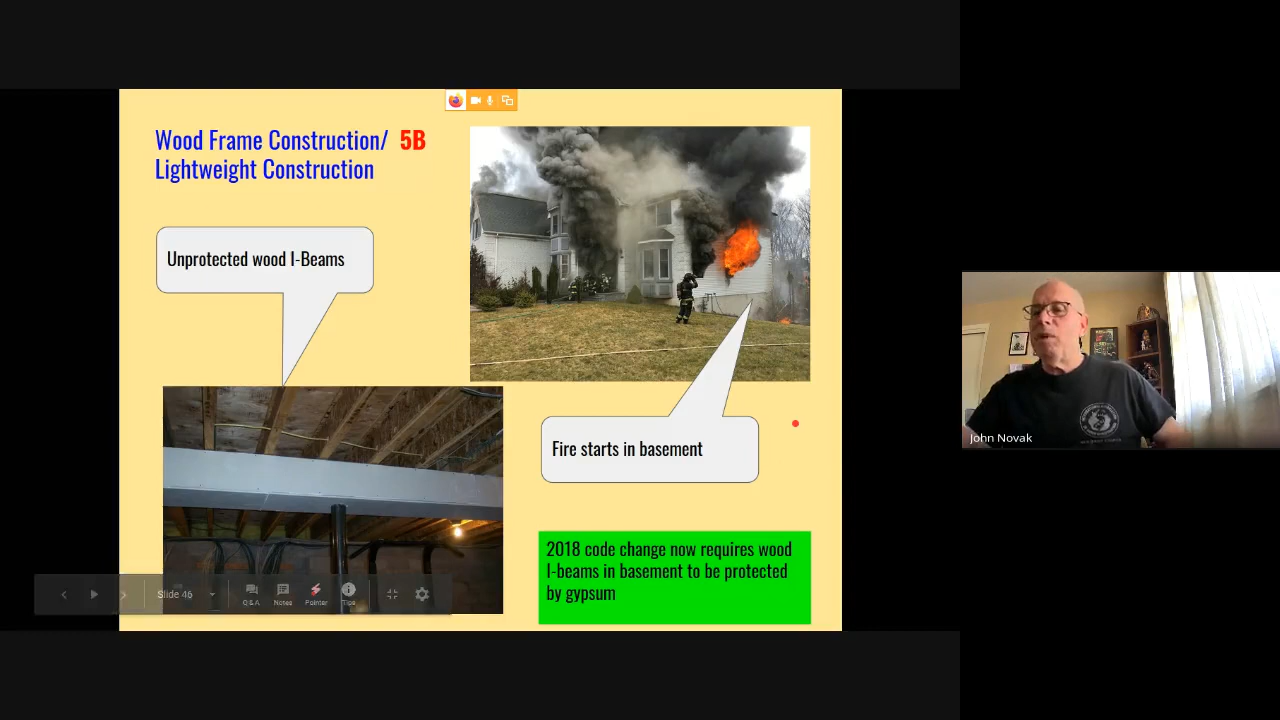 Wood Frame Construction/ 5B
Lightweight Construction
Unprotected wood I-Beams
Fire starts in basement
2018 code change now requires wood
I-beams in basement to be protected
by gypsum
Slide 46
Q & A
Notes
Pointer
Tips
John Novak